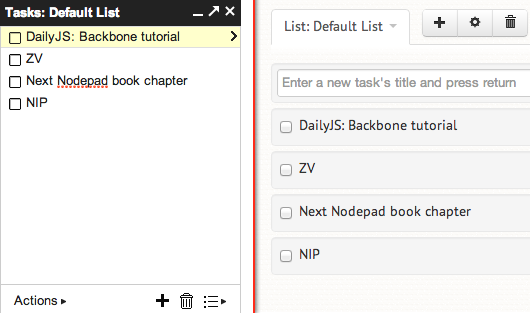 Tasks: Default List
DailyJS: Backbone tutorial
ZV
Next Nodepad book chapter
NIP
Actions
List: Default List
Enter a new task's title and press return
DailyJS: Backbone tutorial
ZV
Next Nodepad book chapter
NIP